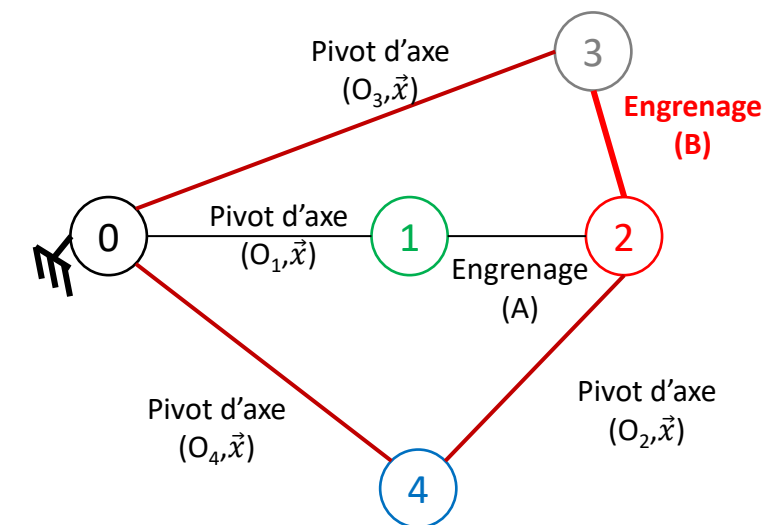 Pivot d'axe
(O₃,x⃗)
3
Engrenage
(B)
0
Pivot d'axe
(O₁,x⃗)
1
Engrenage
(A)
2
Pivot d'axe
(O₄,x⃗)
Pivot d'axe
(O₂,x⃗)
4